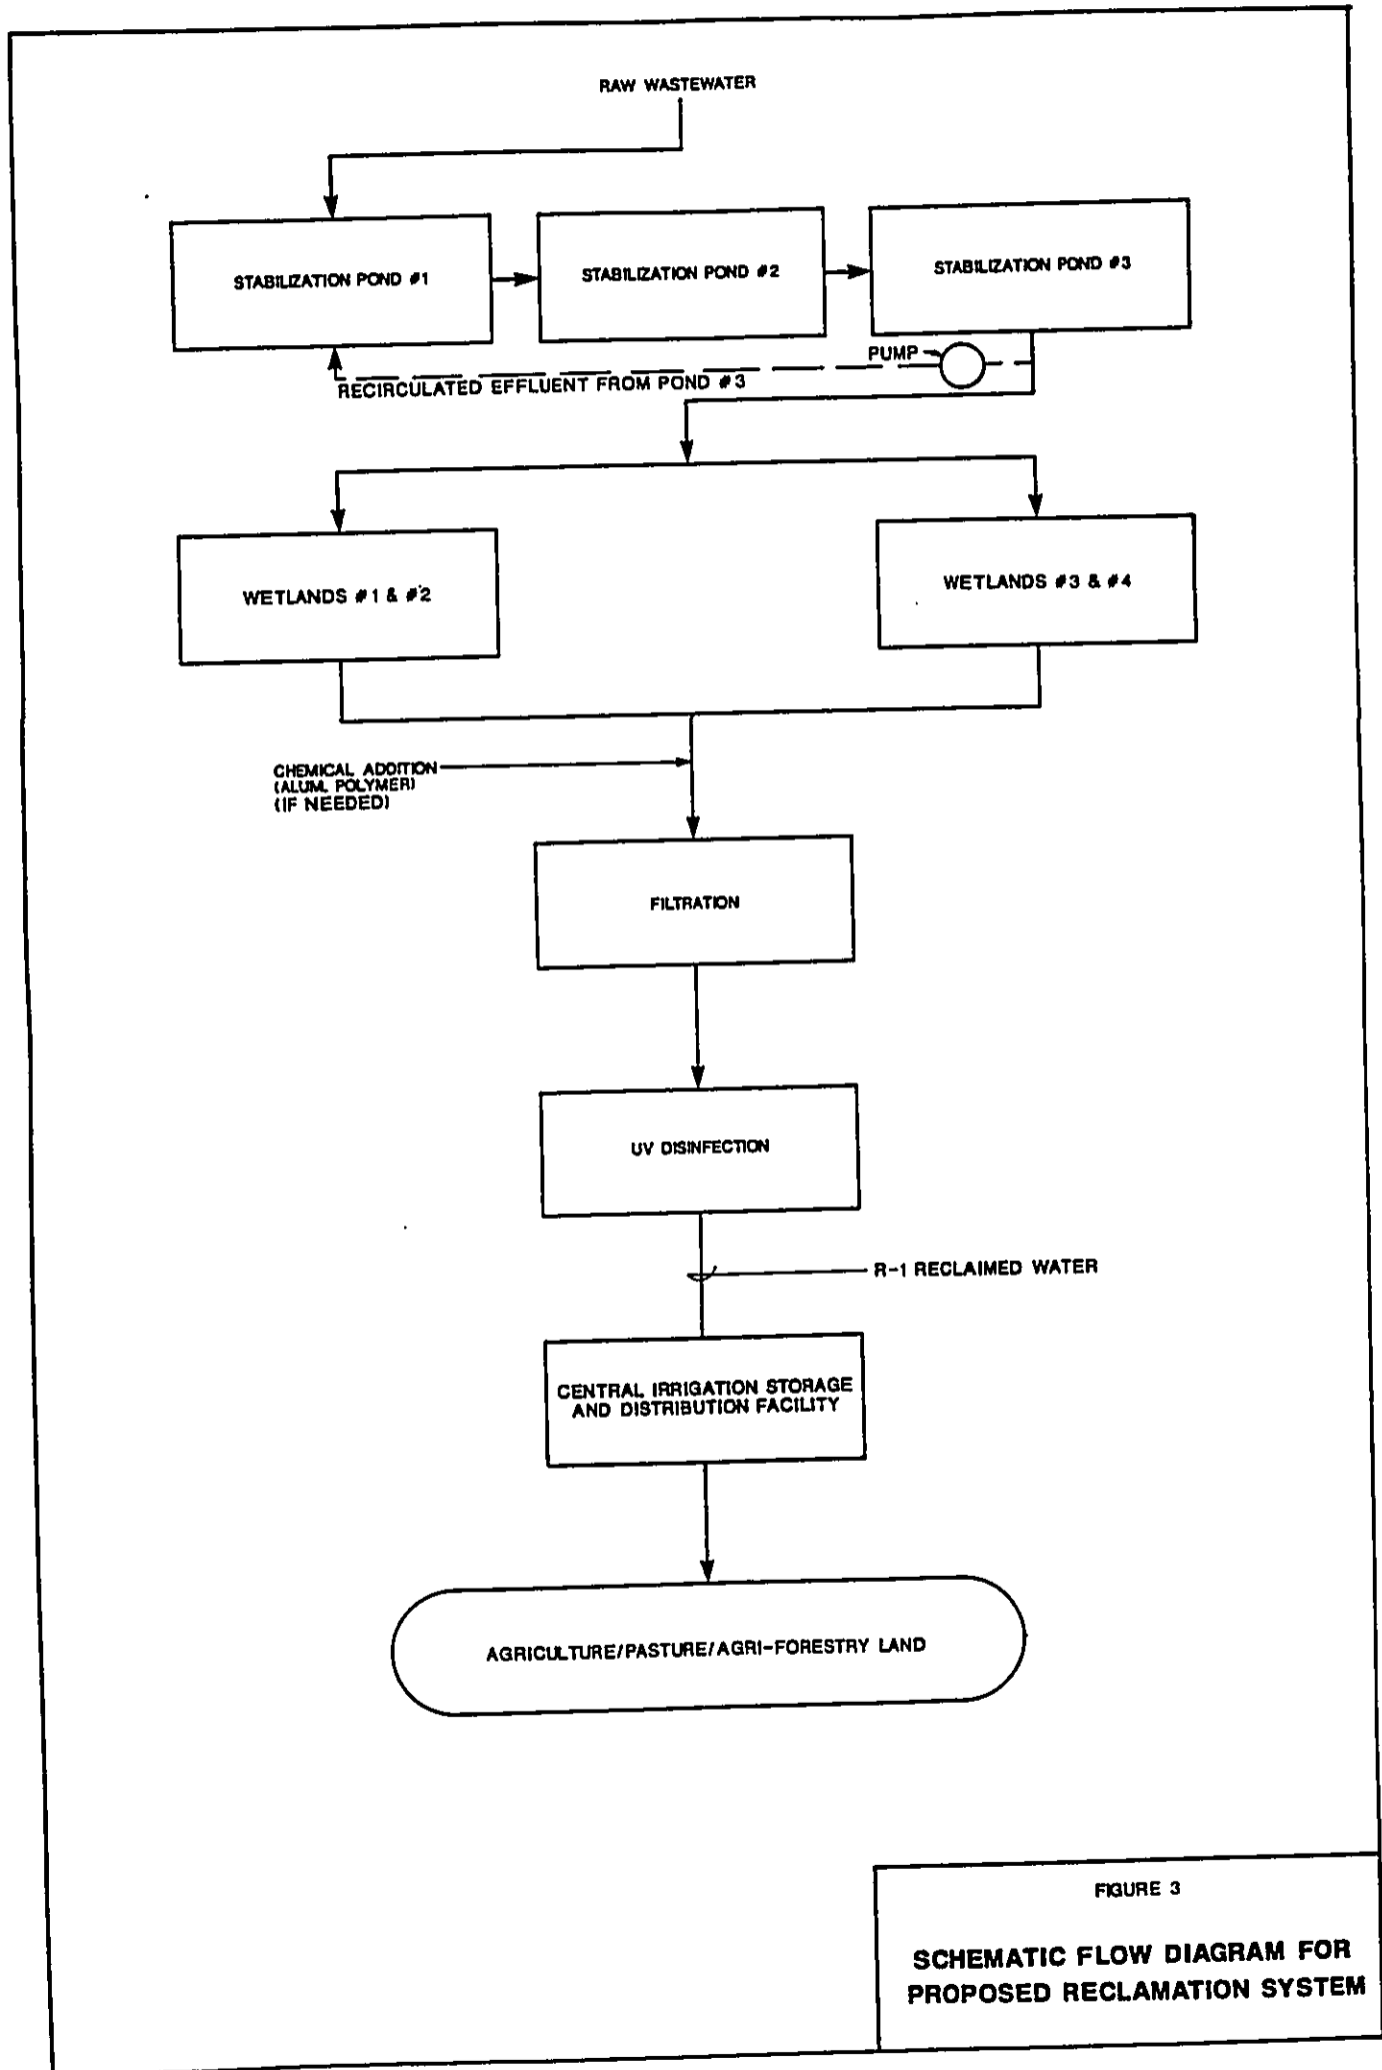 RAW WASTEWATER
STABILIZATION POND #1
STABILIZATION POND #2
STABILIZATION POND #3
PUMP
RECIRCULATED EFFLUENT FROM POND #3
WETLANDS #1 & #2
WETLANDS #3 & #4
CHEMICAL ADDITION
(ALUM. POLYMER)
(IF NEEDED)
FILTRATION
UV DISINFECTION
R-1 RECLAIMED WATER
CENTRAL IRRIGATION STORAGE
AND DISTRIBUTION FACILITY
AGRICULTURE/PASTURE/AGRI-FORESTRY LAND
FIGURE 3
SCHEMATIC FLOW DIAGRAM FOR
PROPOSED RECLAMATION SYSTEM